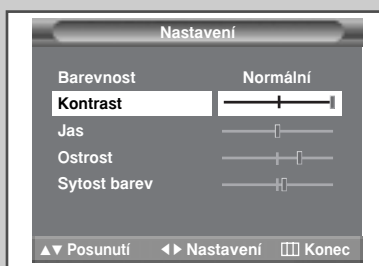 Nastavení
Barevnost Normální
Kontrast
Jas
Ostrost
Sytost barev
▲▼ Posunutí ◄► Nastavení Konec